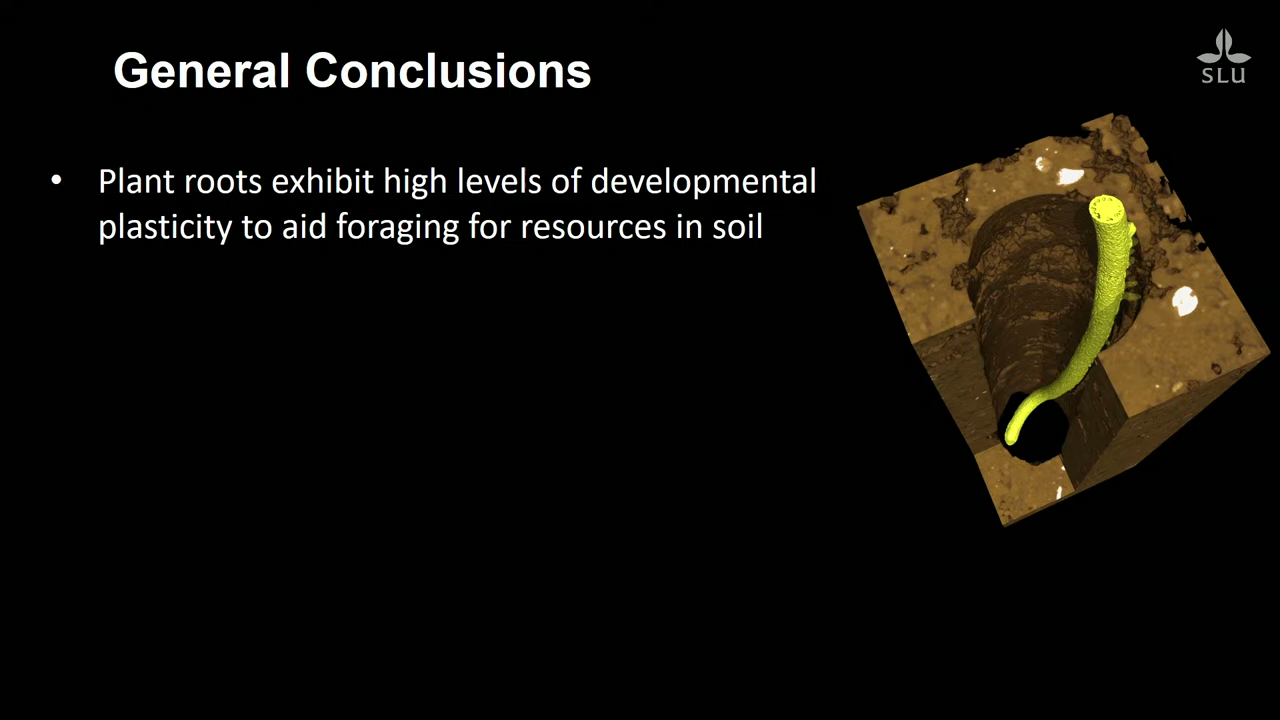 General Conclusions
SLU
• Plant roots exhibit high levels of developmental
plasticity to aid foraging for resources in soil